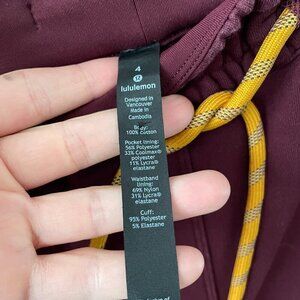 4
lululemon
Designed in
Vancouver
Made in
Cambodia
Body:
100% Cotton
Pocket lining:
56% Polyester
33% Coolmax®
polyester
11% Lycra®
elastane
Waistband
lining:
69% Nylon
31% Lycra®
elastane
Cuff:
95% Polyester
5% Elastane